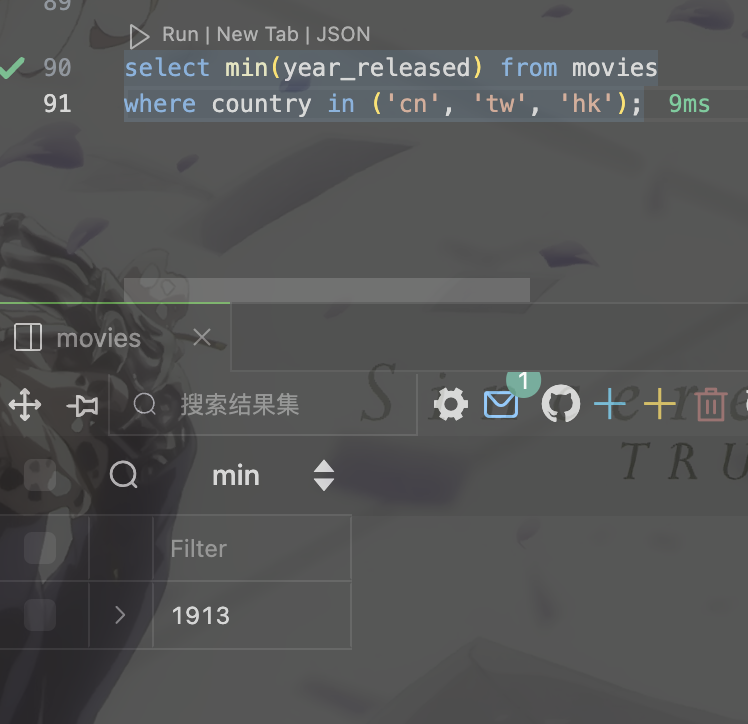 89
Run | New Tab | JSON
90 select min(year_released) from movies
91 where country in ('cn', 'tw', 'hk'); 9ms
movies
搜索结果集
1
TRU
min
Filter
1913